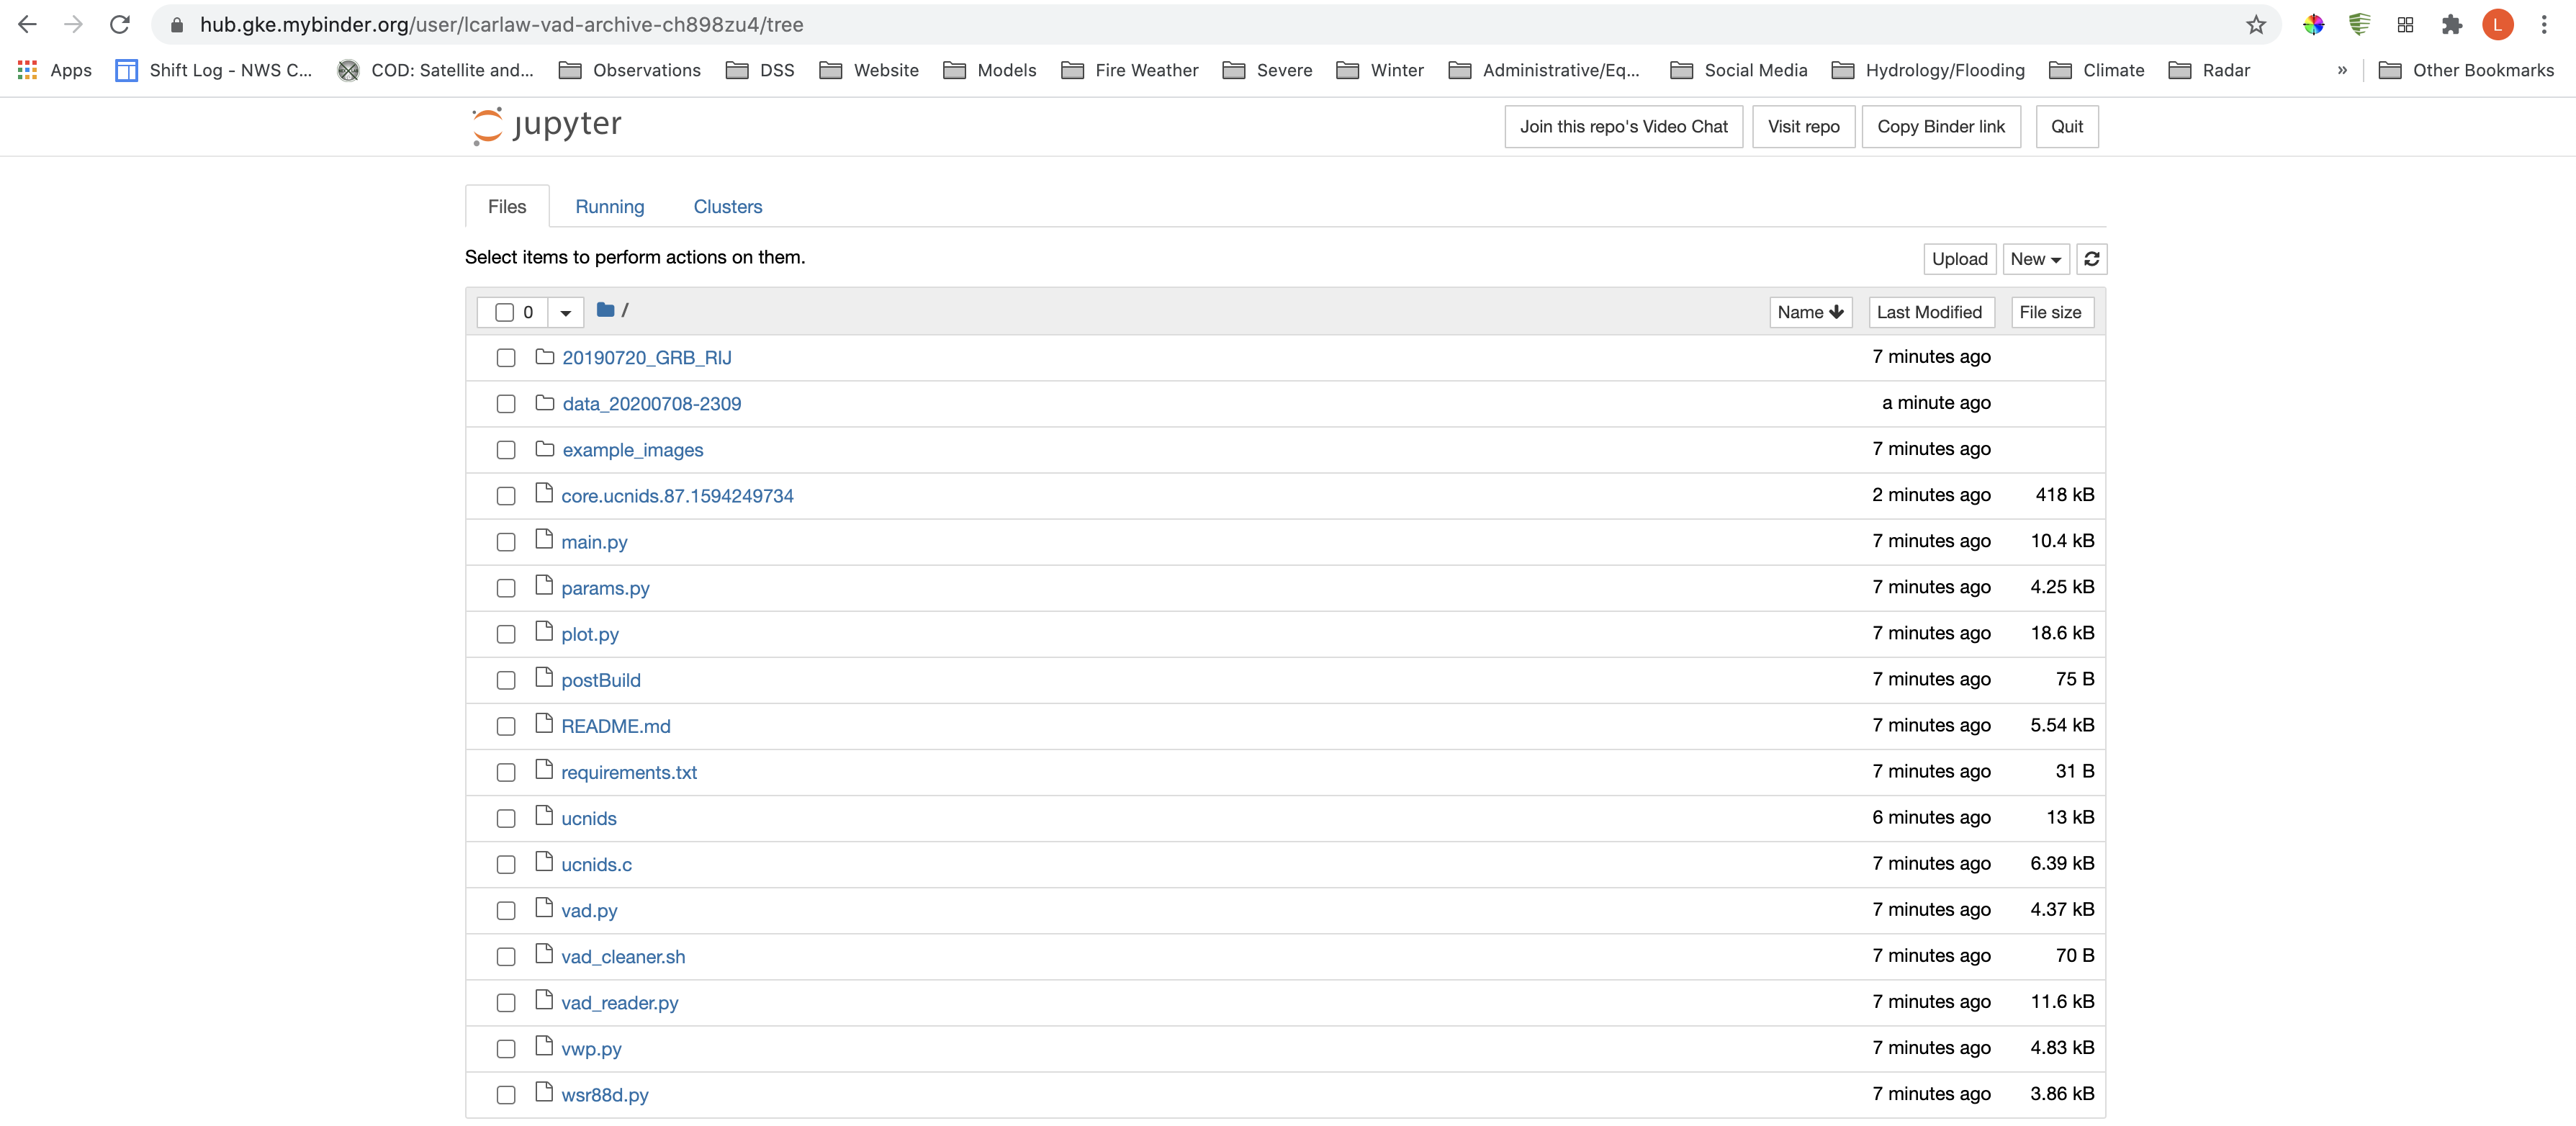 hub.gke.mybinder.org/user/lcarlaw-vad-archive-ch898zu4/tree
L
Apps Shift Log - NWS C... COD: Satellite and... Observations DSS Website Models Fire Weather Severe Winter Administrative/Eq... Social Media Hydrology/Flooding Climate Radar » Other Bookmarks
jupyter Join this repo's Video Chat Visit repo Copy Binder link Quit
Files Running Clusters
Select items to perform actions on them. Upload New
0 / Name Last Modified File size
20190720_GRB_RIJ 7 minutes ago
data_20200708-2309 a minute ago
example_images 7 minutes ago
core.ucnids.87.1594249734 2 minutes ago 418 kB
main.py 7 minutes ago 10.4 kB
params.py 7 minutes ago 4.25 kB
plot.py 7 minutes ago 18.6 kB
postBuild 7 minutes ago 75 B
README.md 7 minutes ago 5.54 kB
requirements.txt 7 minutes ago 31 B
ucnids 6 minutes ago 13 kB
ucnids.c 7 minutes ago 6.39 kB
vad.py 7 minutes ago 4.37 kB
vad_cleaner.sh 7 minutes ago 70 B
vad_reader.py 7 minutes ago 11.6 kB
vwp.py 7 minutes ago 4.83 kB
wsr88d.py 7 minutes ago 3.86 kB